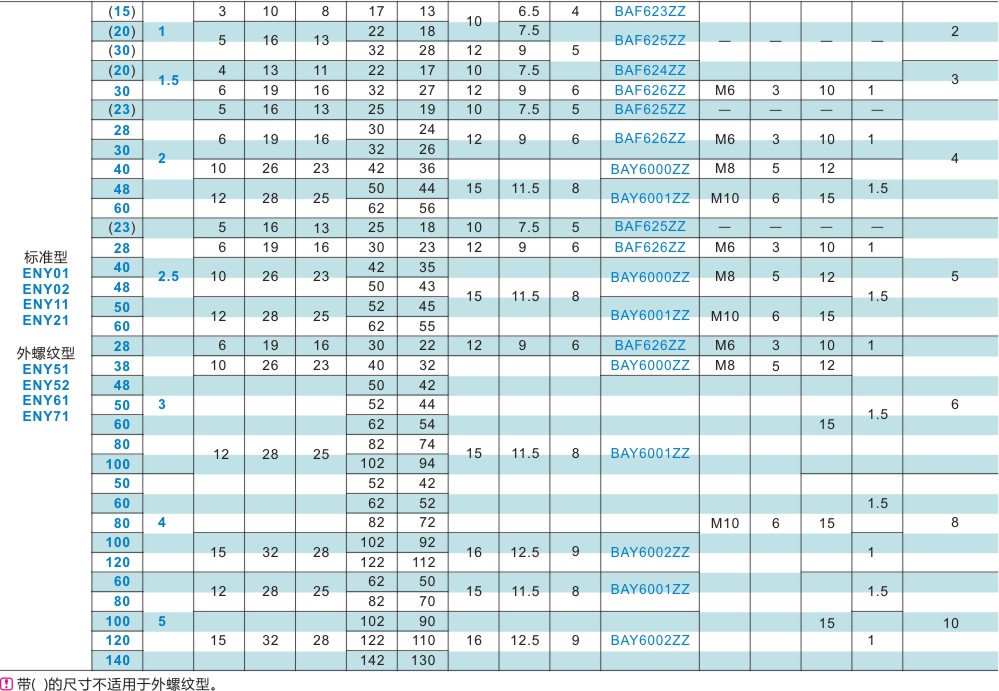 (15) 3 10 8 17 13 6.5 4 BAF623ZZ
10
(20) 1 22 18 7.5 2
5 16 13 BAF625ZZ — — — —
(30) 32 28 12 9 5
(20) 4 13 11 22 17 10 7.5 BAF624ZZ
1.5 3
30 6 19 16 32 27 12 9 6 BAF626ZZ M6 3 10 1
(23) 5 16 13 25 19 10 7.5 5 BAF625ZZ — — — —
28 30 24
6 19 16 12 9 6 BAF626ZZ M6 3 10 1
30 32 26
2 4
40 10 26 23 42 36 BAY6000ZZ M8 5 12
48 50 44 15 11.5 8 1.5
12 28 25 BAY6001ZZ M10 6 15
60 62 56
(23) 5 16 13 25 18 10 7.5 5 BAF625ZZ — — — —
28 6 19 16 30 23 12 9 6 BAF626ZZ M6 3 10 1
标准型
40 42 35
ENY01 2.5 10 26 23 BAY6000ZZ M8 5 12 5
ENY02 48 50 43
15 11.5 8 1.5
ENY11 50 52 45
ENY21 12 28 25 BAY6001ZZ M10 6 15
60 62 55
28 6 19 16 30 22 12 9 6 BAF626ZZ M6 3 10 1
外螺纹型
ENY51 38 10 26 23 40 32 BAY6000ZZ M8 5 12
ENY52 48 50 42
ENY61 50 3 52 44 6
ENY71 1.5
60 62 54 15
80 82 74
12 28 25 15 11.5 8 BAY6001ZZ
100 102 94
50 52 42
60 62 52 1.5
80 4 82 72 M10 6 15 8
100 102 92
15 32 28 16 12.5 9 BAY6002ZZ 1
120 122 112
60 62 50
12 28 25 15 11.5 8 BAY6001ZZ 1.5
80 82 70
100 5 102 90 15 10
120 15 32 28 122 110 16 12.5 9 BAY6002ZZ 1
140 142 130
! 带( )的尺寸不适用于外螺纹型。